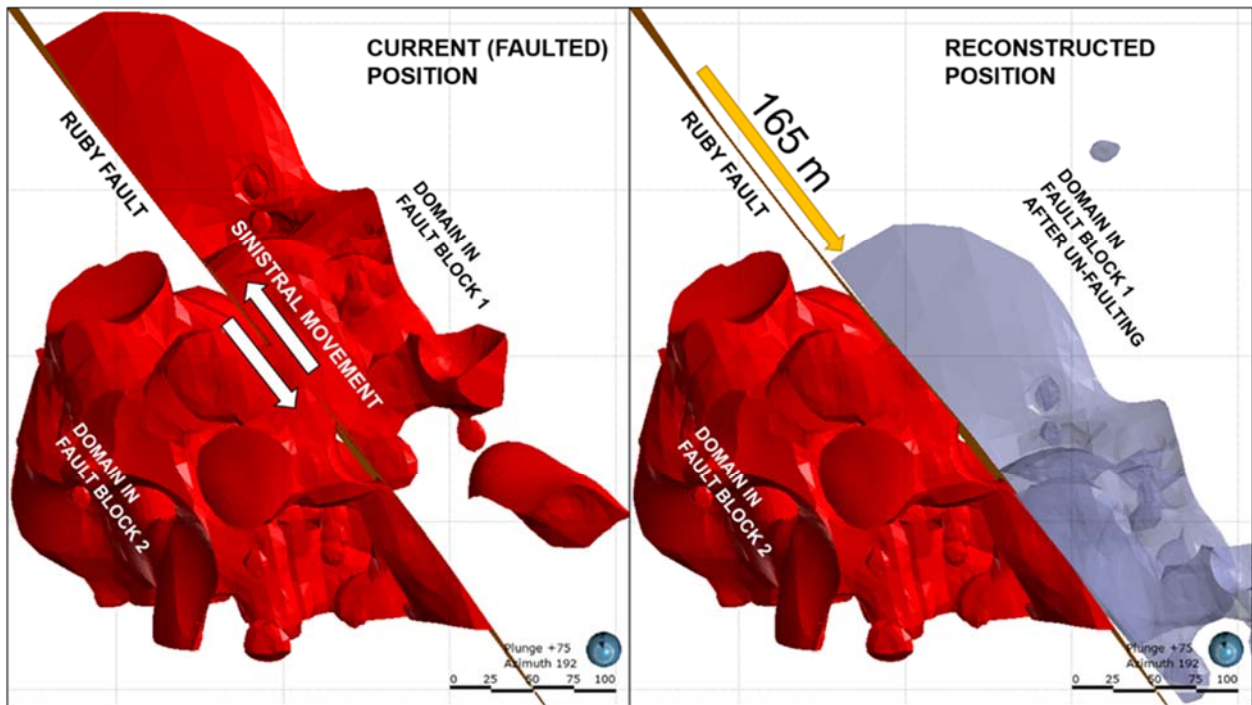 CURRENT (FAULTED)
POSITION
RUBY FAULT
DOMAIN IN
FAULT BLOCK 1
SINISTRAL MOVEMENT
DOMAIN IN
FAULT BLOCK 2
Plunge +75
Azimuth 192
0 25 50 75 100
RECONSTRUCTED
POSITION
165 m
RUBY FAULT
DOMAIN IN
FAULT BLOCK 1
AFTER UN-FAULTING
DOMAIN IN
FAULT BLOCK 2
Plunge +75
Azimuth 192
0 25 50 75 100